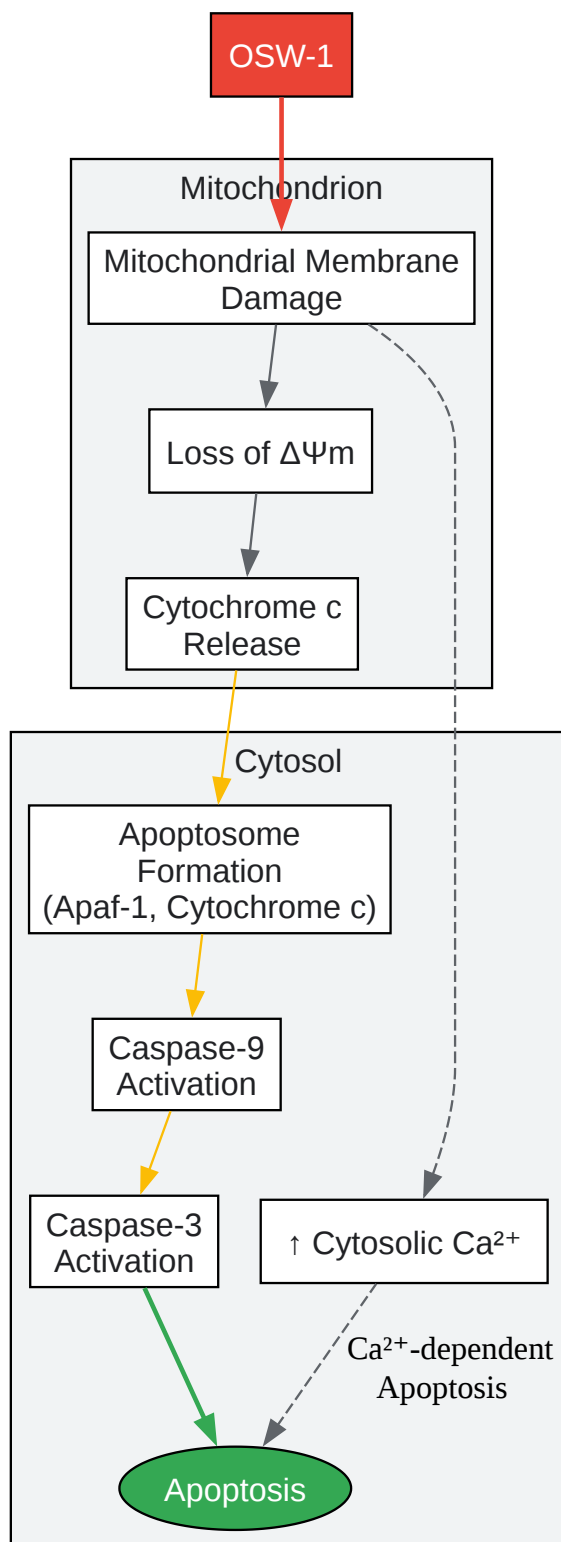 OSW-1
Mitochondrion
Mitochondrial Membrane
Damage
Loss of ΔΨm
Cytochrome c
Release
Cytosol
Apoptosome
Formation
(Apaf-1, Cytochrome c)
Caspase-9
Activation
Caspase-3
Activation
↑ Cytosolic Ca²⁺
Ca²⁺-dependent
Apoptosis
Apoptosis